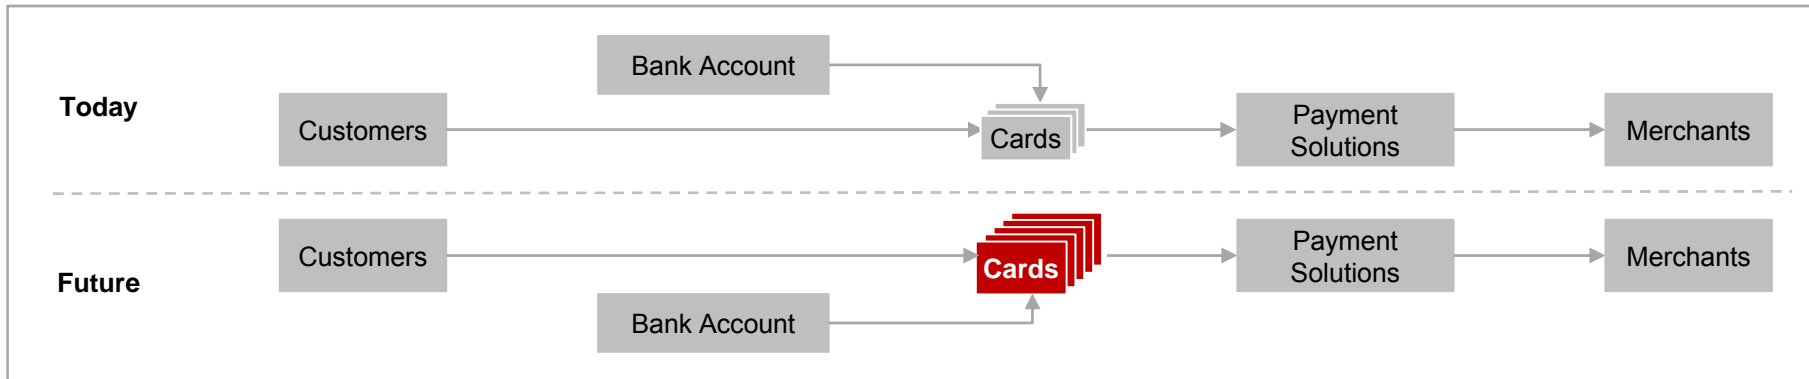 Today
Bank Account
Customers
Cards
Payment
Solutions
Merchants
Future
Customers
Cards
Payment
Solutions
Merchants
Bank Account